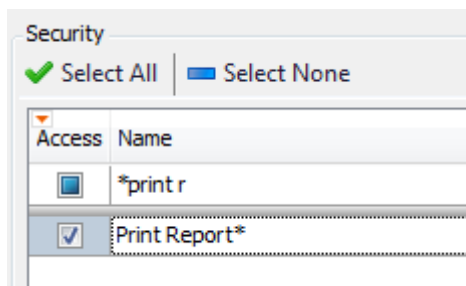 Security
Select All Select None
Access Name
*print r
Print Report*